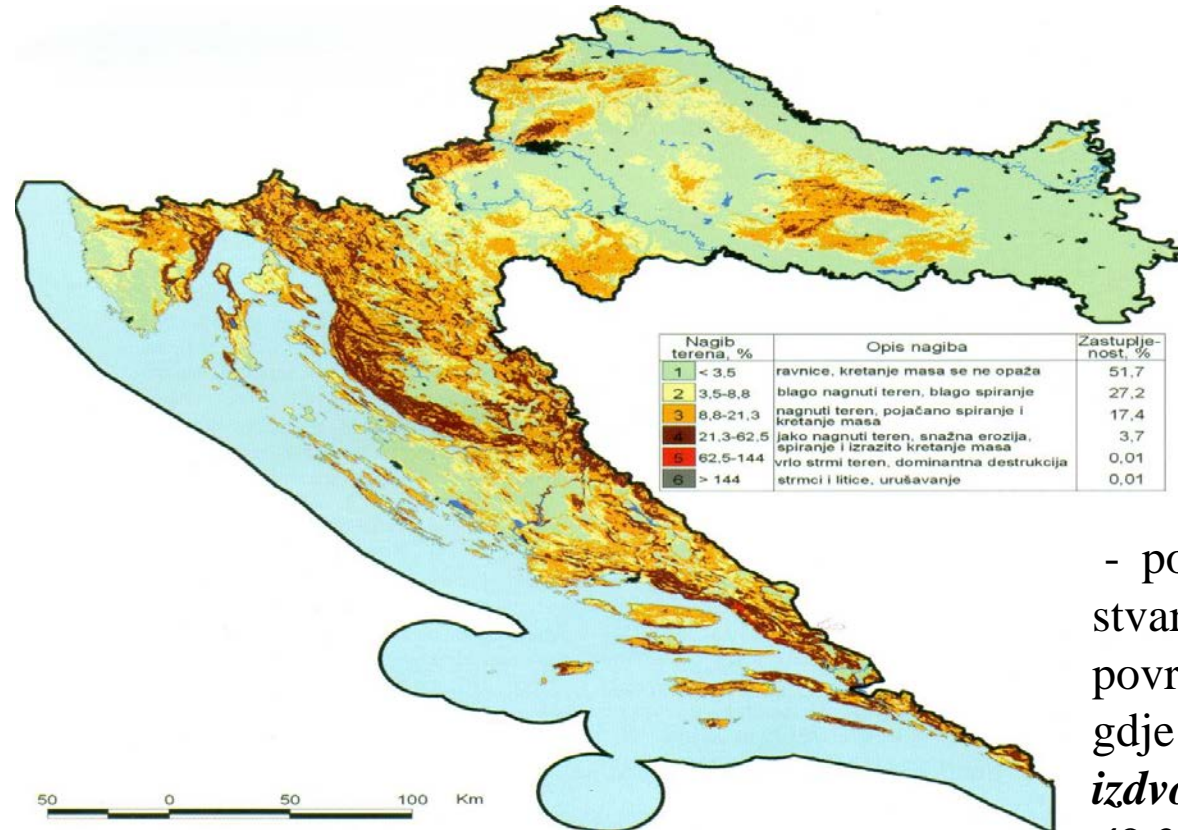 Nagib terena, % Opis nagiba Zastuplje-nost, %
1 < 3,5 ravnice, kretanje masa se ne opaža 51,7
2 3,5-8,8 blago nagnuti teren, blago spiranje 27,2
3 8,8-21,3 nagnuti teren, pojačano spiranje i kretanje masa 17,4
4 21,3-62,5 jako nagnuti teren, snažna erozija, spiranje i izrazito kretanje masa 3,7
5 62,5-144 vrlo strmi teren, dominantna destrukcija 0,01
6 > 144 strmci i litice, urušavanje 0,01
- po
stvar
povr
gdje
izdvo
50 0 50 100 Km